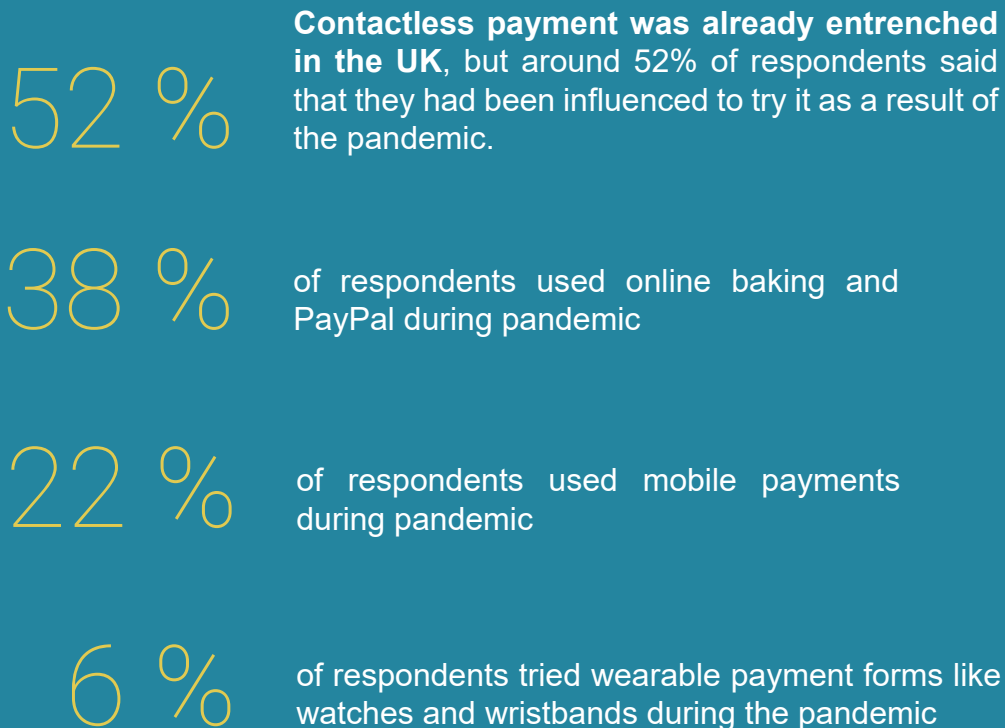 52 %
Contactless payment was already entrenched
in the UK, but around 52% of respondents said
that they had been influenced to try it as a result of
the pandemic.
38 %
of respondents used online baking and
PayPal during pandemic
22 %
of respondents used mobile payments
during pandemic
6 %
of respondents tried wearable payment forms like
watches and wristbands during the pandemic